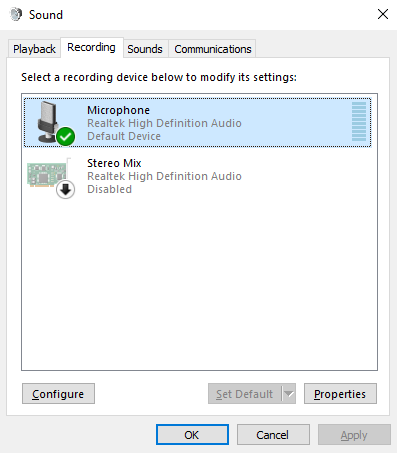 Sound
Playback Recording Sounds Communications
Select a recording device below to modify its settings:
Microphone
Realtek High Definition Audio
Default Device
Stereo Mix
Realtek High Definition Audio
Disabled
Configure Set Default Properties
OK Cancel Apply